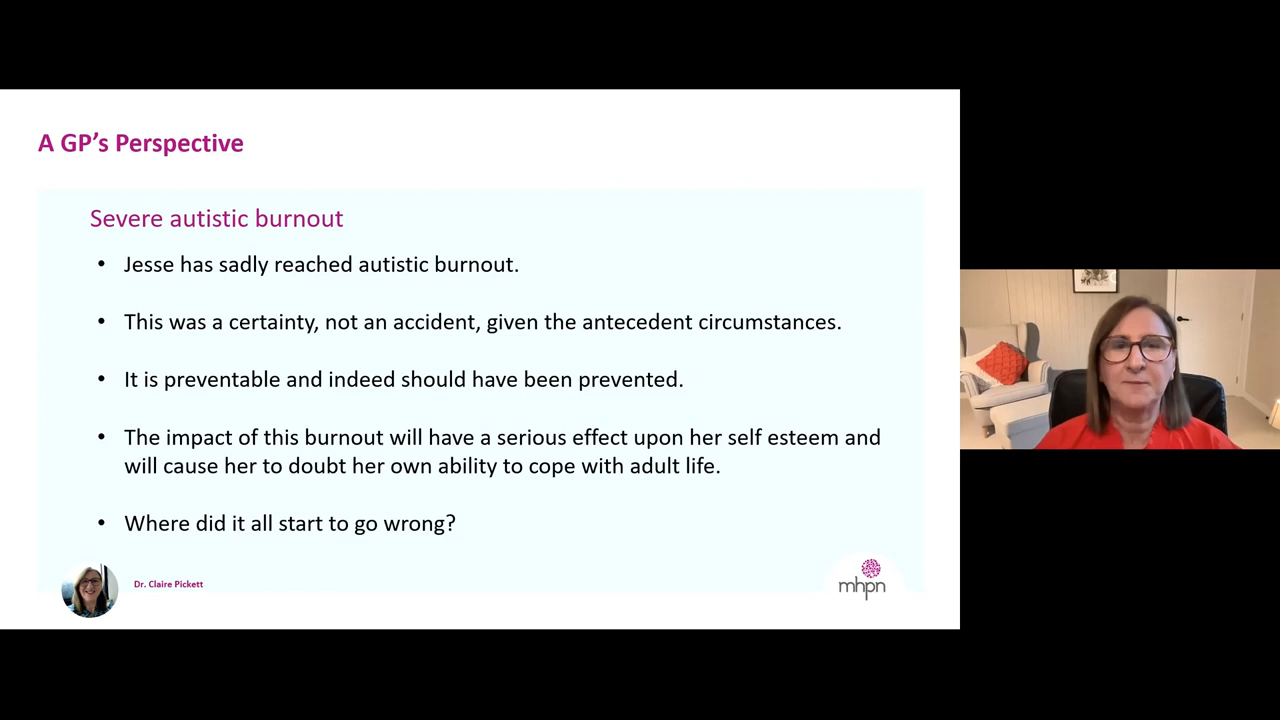 A GP’s Perspective
Severe autistic burnout
• Jesse has sadly reached autistic burnout.
• This was a certainty, not an accident, given the antecedent circumstances.
• It is preventable and indeed should have been prevented.
• The impact of this burnout will have a serious effect upon her self esteem and
will cause her to doubt her own ability to cope with adult life.
• Where did it all start to go wrong?
Dr. Claire Pickett
mhpn